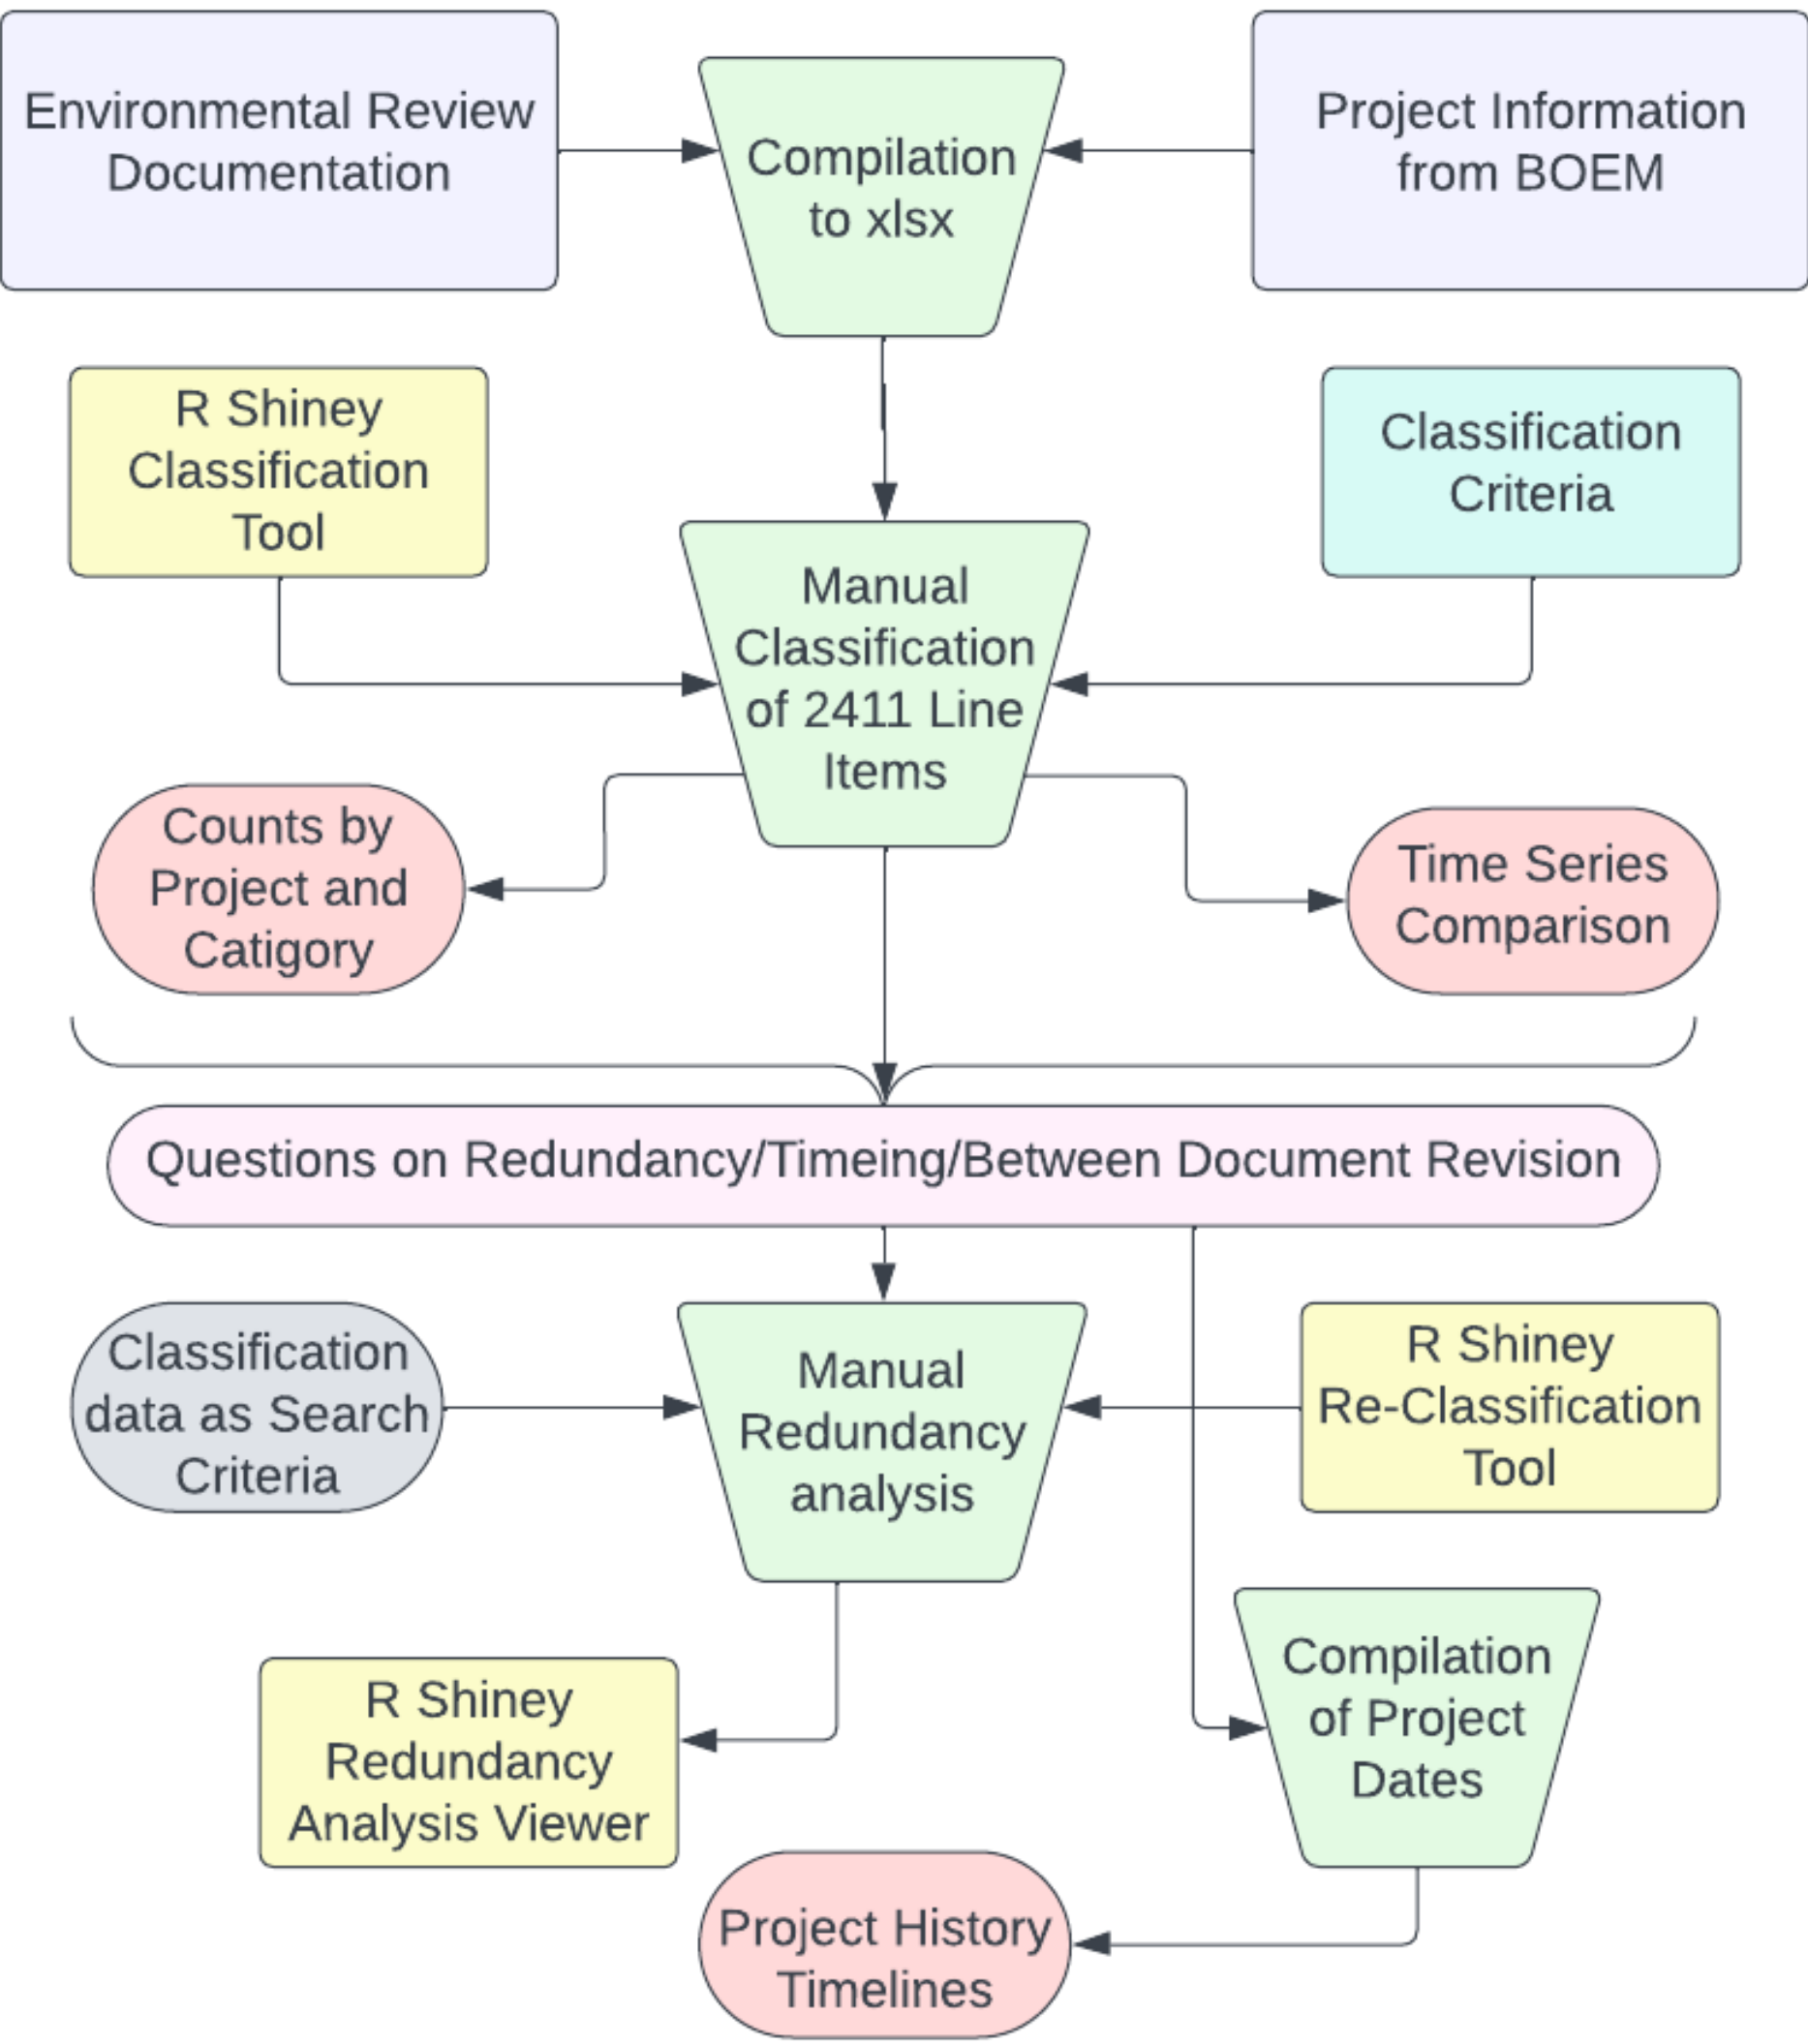 Environmental Review
Documentation
Compilation
to xlsx
Project Information
from BOEM
R Shiney
Classification
Tool
Classification
Criteria
Manual
Classification
of 2411 Line
Items
Counts by
Project and
Catigory
Time Series
Comparison
Questions on Redundancy/Timeing/Between Document Revision
Classification
data as Search
Criteria
Manual
Redundancy
analysis
R Shiney
Re-Classification
Tool
R Shiney
Redundancy
Analysis Viewer
Compilation
of Project
Dates
Project History
Timelines